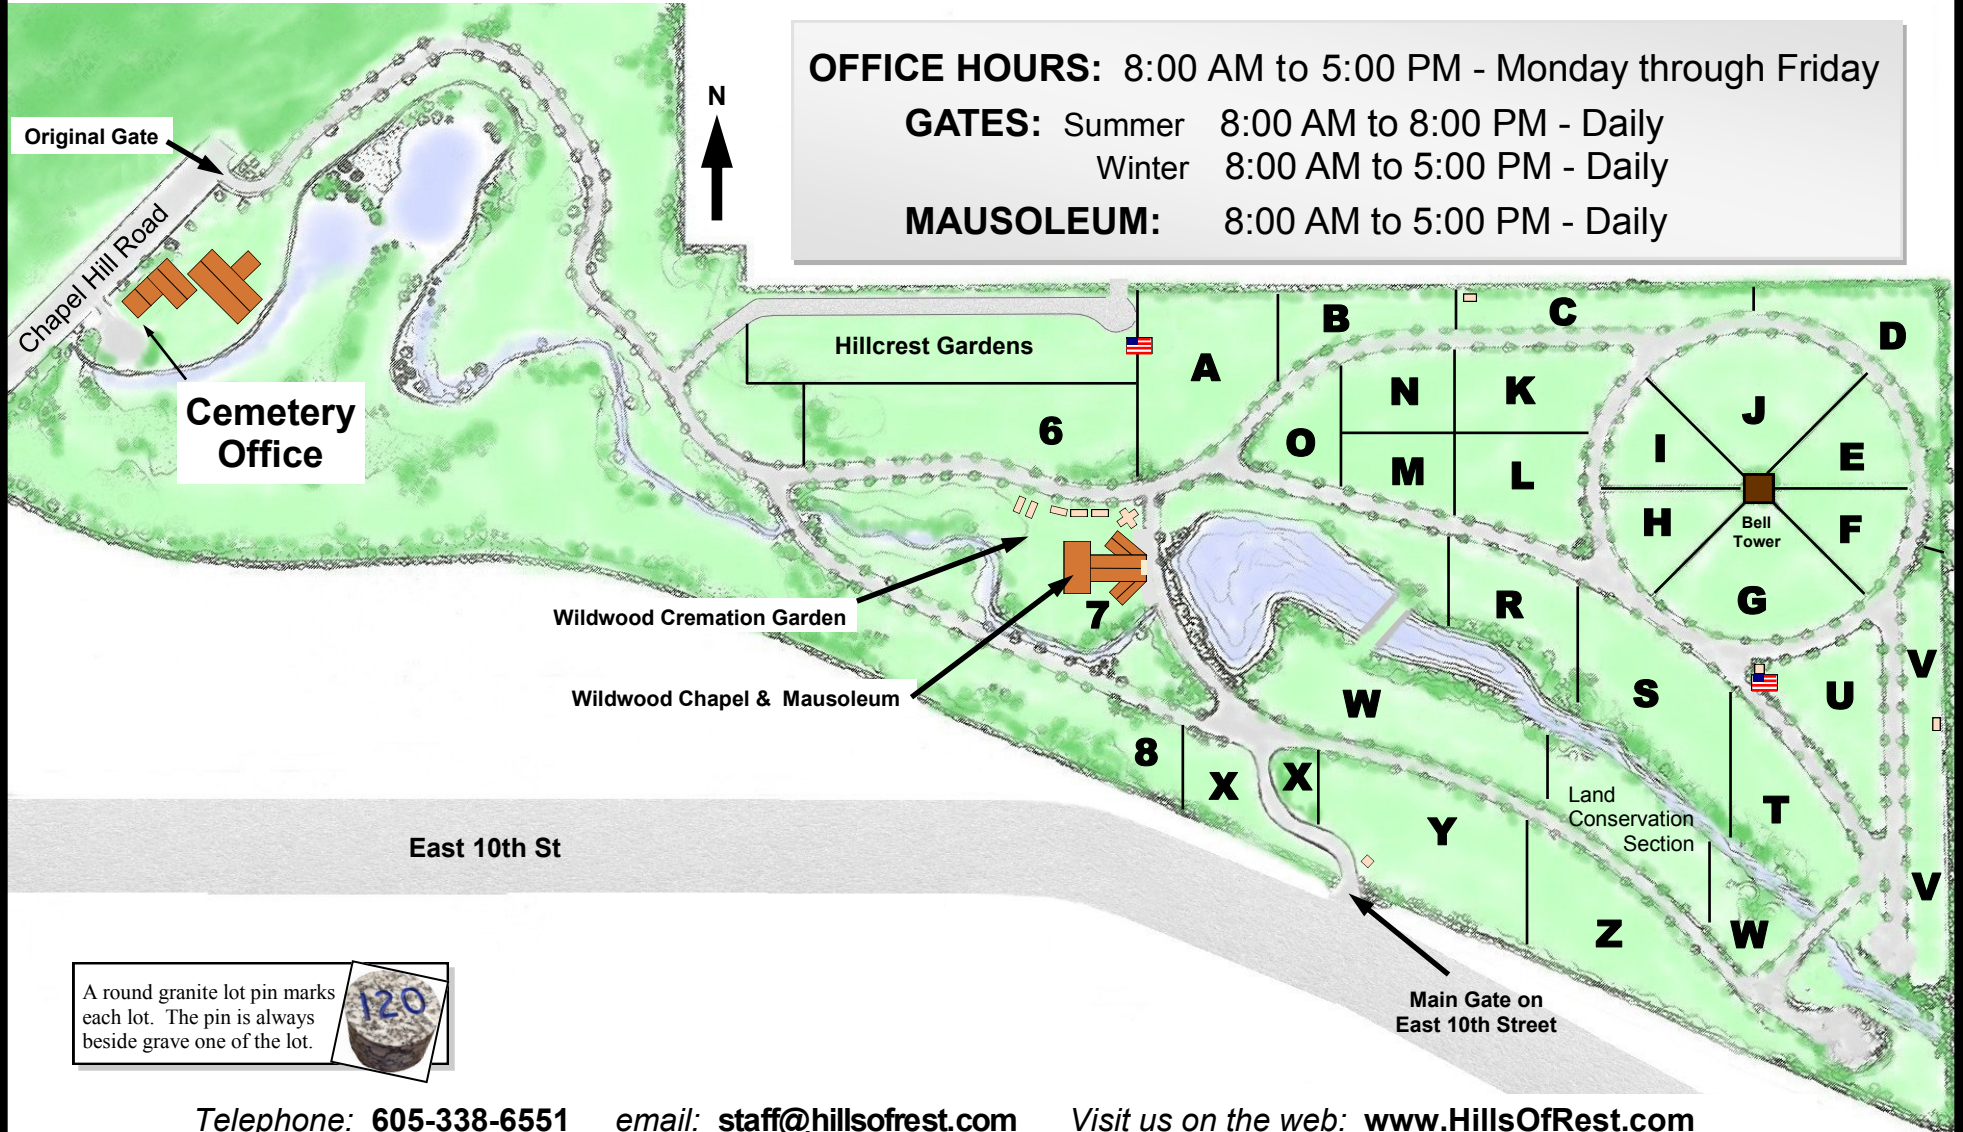 OFFICE HOURS: 8:00 AM to 5:00 PM - Monday through Friday
GATES: Summer 8:00 AM to 8:00 PM - Daily
Winter 8:00 AM to 5:00 PM - Daily
MAUSOLEUM: 8:00 AM to 5:00 PM - Daily
N
Original Gate
Chapel Hill Road
Cemetery
Office
Hillcrest Gardens
A
B
C
D
6
O
N
K
M
L
J
I
E
H
F
G
Bell
Tower
Wildwood Cremation Garden
7
Wildwood Chapel & Mausoleum
R
S
W
U
V
8
X
X
Y
Land
Conservation
Section
T
V
Z
W
East 10th St
Main Gate on
East 10th Street
A round granite lot pin marks
each lot. The pin is always
beside grave one of the lot.
120
Telephone: 605-338-6551 email: staff@hillsofrest.com Visit us on the web: www.HillsOfRest.com